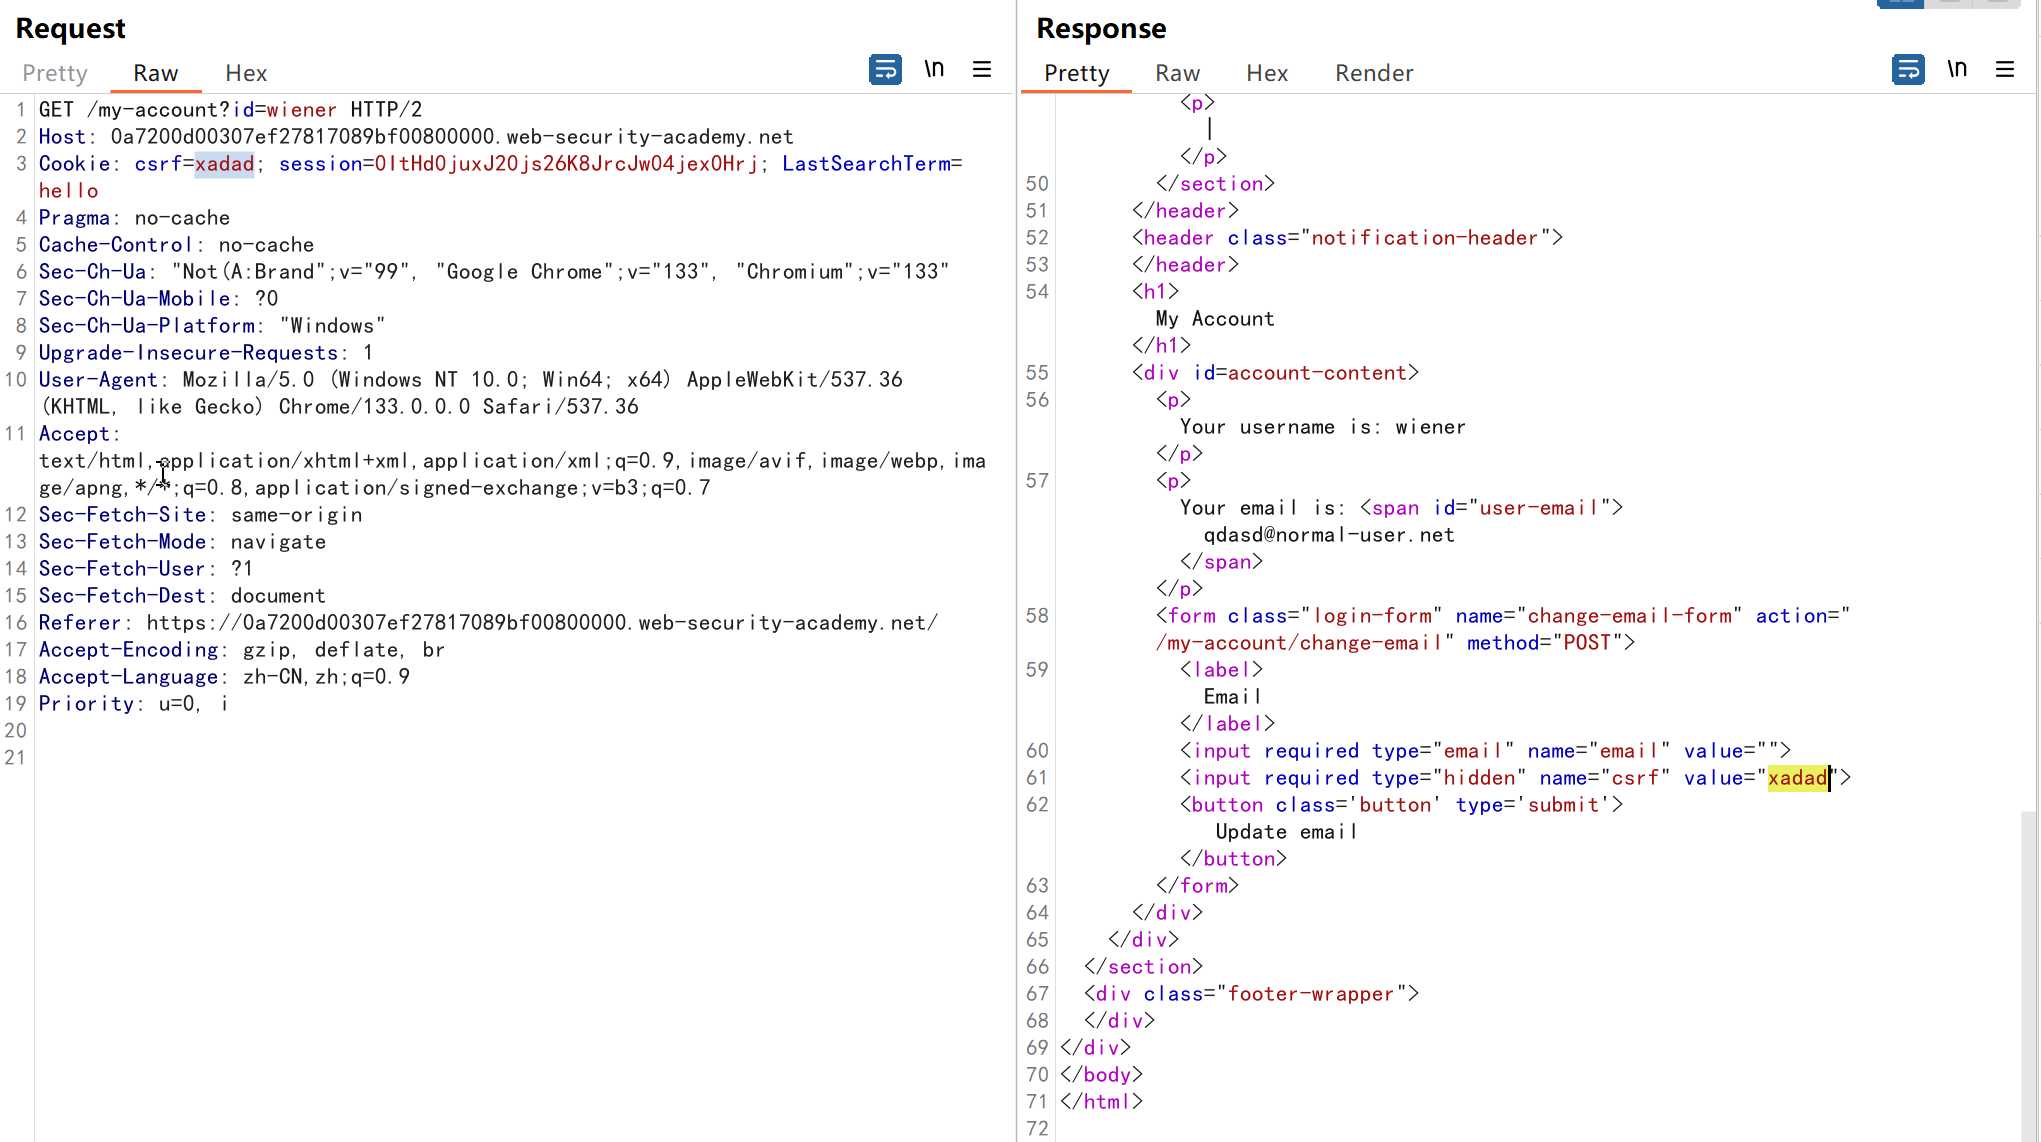 Request
Pretty Raw Hex
\n
1 GET /my-account?id=wiener HTTP/2
2 Host: 0a7200d00307ef27817089bf00800000.web-security-academy.net
3 Cookie: csrf=xadad; session=OItHd0juxJ20js26K8JrcJwO4jexOHrj; LastSearchTerm=
hello
4 Pragma: no-cache
5 Cache-Control: no-cache
6 Sec-Ch-Ua: "Not(A:Brand";v="99", "Google Chrome";v="133", "Chromium";v="133"
7 Sec-Ch-Ua-Mobile: ?0
8 Sec-Ch-Ua-Platform: "Windows"
9 Upgrade-Insecure-Requests: 1
10 User-Agent: Mozilla/5.0 (Windows NT 10.0; Win64; x64) AppleWebKit/537.36
(KHTML, like Gecko) Chrome/133.0.0.0 Safari/537.36
11 Accept:
text/html,application/xhtml+xml,application/xml;q=0.9,image/avif,image/webp,ima
ge/apng,*/*;q=0.8,application/signed-exchange;v=b3;q=0.7
12 Sec-Fetch-Site: same-origin
13 Sec-Fetch-Mode: navigate
14 Sec-Fetch-User: ?1
15 Sec-Fetch-Dest: document
16 Referer: https://0a7200d00307ef27817089bf00800000.web-security-academy.net/
17 Accept-Encoding: gzip, deflate, br
18 Accept-Language: zh-CN,zh;q=0.9
19 Priority: u=0, i
20
21
Response
Pretty Raw Hex Render
\n
<p>
|
</p>
50 </section>
51 </header>
52 <header class="notification-header">
53 </header>
54 <h1>
My Account
</h1>
55 <div id=account-content>
56 <p>
Your username is: wiener
</p>
57 <p>
Your email is: <span id="user-email">
qdasd@normal-user.net
</span>
</p>
58 <form class="login-form" name="change-email-form" action="
/my-account/change-email" method="POST">
59 <label>
Email
</label>
60 <input required type="email" name="email" value="">
61 <input required type="hidden" name="csrf" value="xadad">
62 <button class='button' type='submit'>
Update email
</button>
63 </form>
64 </div>
65 </div>
66 </section>
67 <div class="footer-wrapper">
68 </div>
69 </div>
70 </body>
71 </html>
72